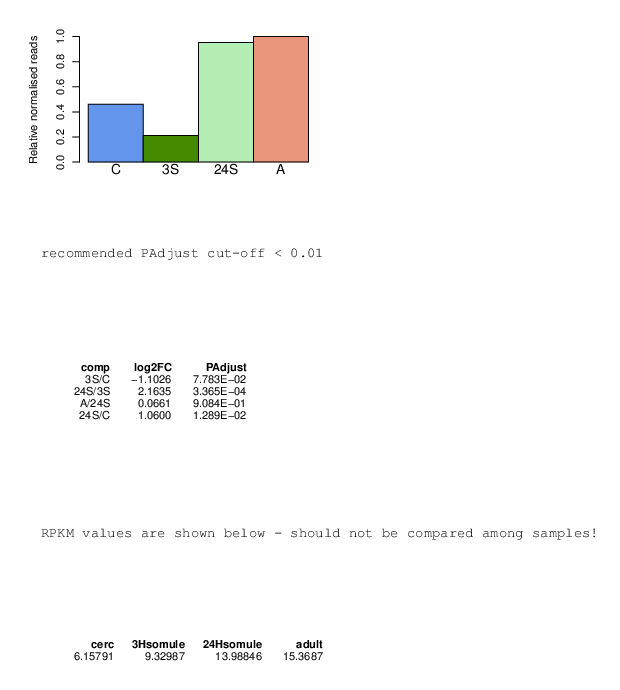 Relative normalised reads
1.0
0.8
0.6
0.4
0.2
0.0
C 3S 24S A
recommended PAdjust cut-off < 0.01
comp log2FC PAdjust
3S/C −1.1026 7.783E−02
24S/3S 2.1635 3.365E−04
A/24S 0.0661 9.084E−01
24S/C 1.0600 1.289E−02
RPKM values are shown below - should not be compared among samples!
cerc 3Hsomule 24Hsomule adult
6.15791 9.32987 13.98846 15.3687